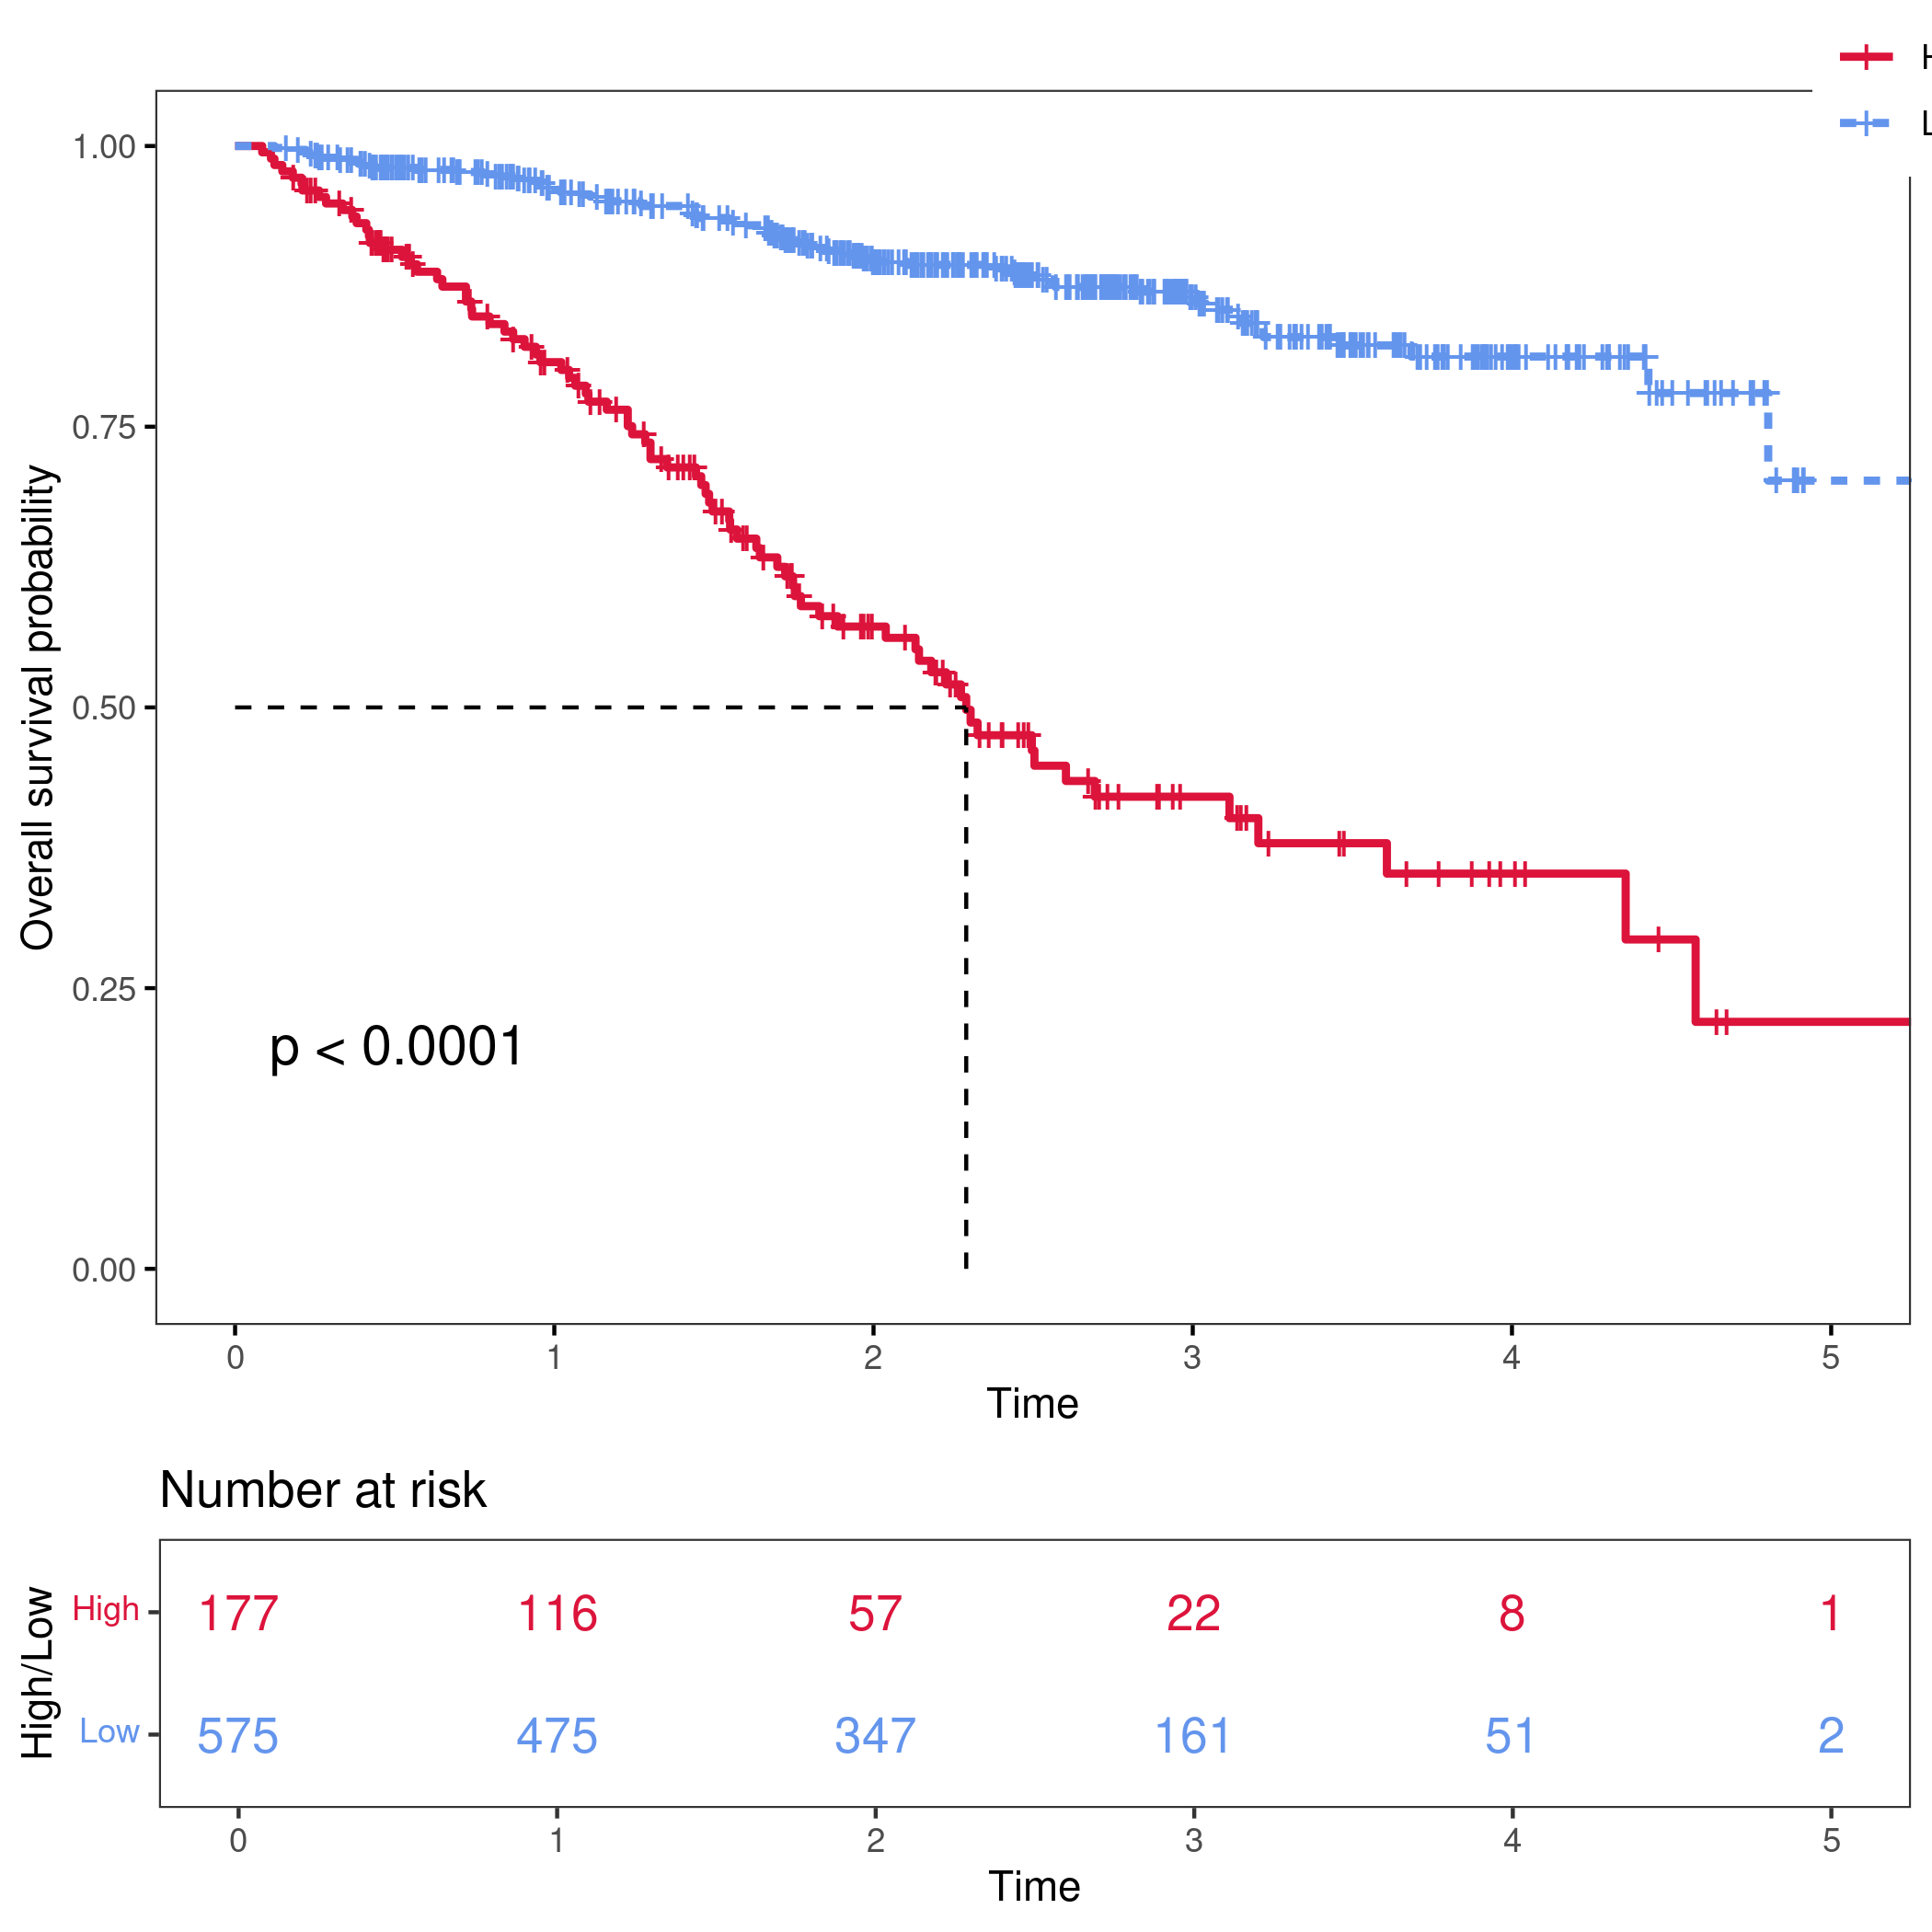 H
L
1.00
0.75
0.50
0.25
0.00
Overall survival probability
p < 0.0001
0 1 2 3 4 5
Time
Number at risk
High/Low
High 177 116 57 22 8 1
Low 575 475 347 161 51 2
0 1 2 3 4 5
Time